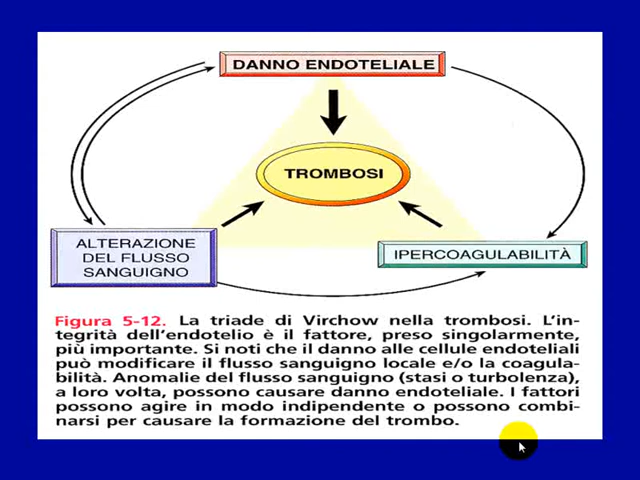 DANNO ENDOTELIALE
TROMBOSI
ALTERAZIONE
DEL FLUSSO
SANGUIGNO
IPERCOAGULABILITÀ
Figura 5-12. La triade di Virchow nella trombosi. L'in-
tegrità dell'endotelio è il fattore, preso singolarmente,
più importante. Si noti che il danno alle cellule endoteliali
può modificare il flusso sanguigno locale e/o la coagula-
bilità. Anomalie del flusso sanguigno (stasi o turbolenza),
a loro volta, possono causare danno endoteliale. I fattori
possono agire in modo indipendente o possono combi-
narsi per causare la formazione del trombo.